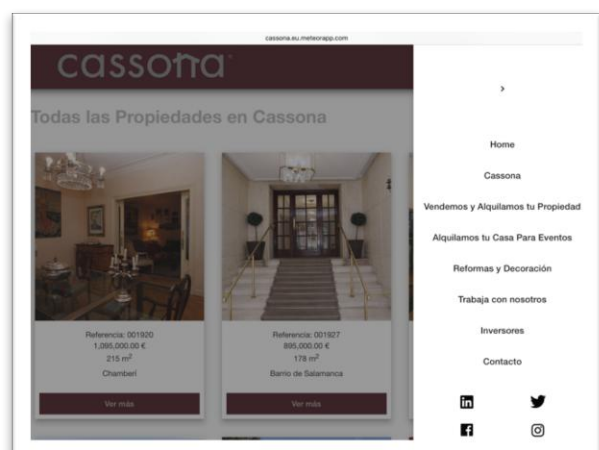 cassona.eu.meteorapp.com
cassona
Todas las Propiedades en Cassona
Referencia: 001920
1,095,000.00 €
215 m²
Chamberí
Ver más
Referencia: 001927
895,000.00 €
178 m²
Barrio de Salamanca
Ver más
Home
Cassona
Vendemos y Alquilamos tu Propiedad
Alquilamos tu Casa Para Eventos
Reformas y Decoración
Trabaja con nosotros
Inversores
Contacto